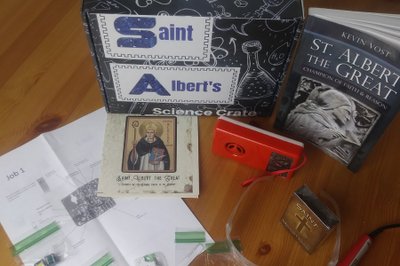 Saint
Albert's
Science Crate
KEVIN VOST
ST. ALBERT
THE GREAT
CHAMPION OF FAITH & REASON
Job 1
SAINT ALBERT THE GREAT